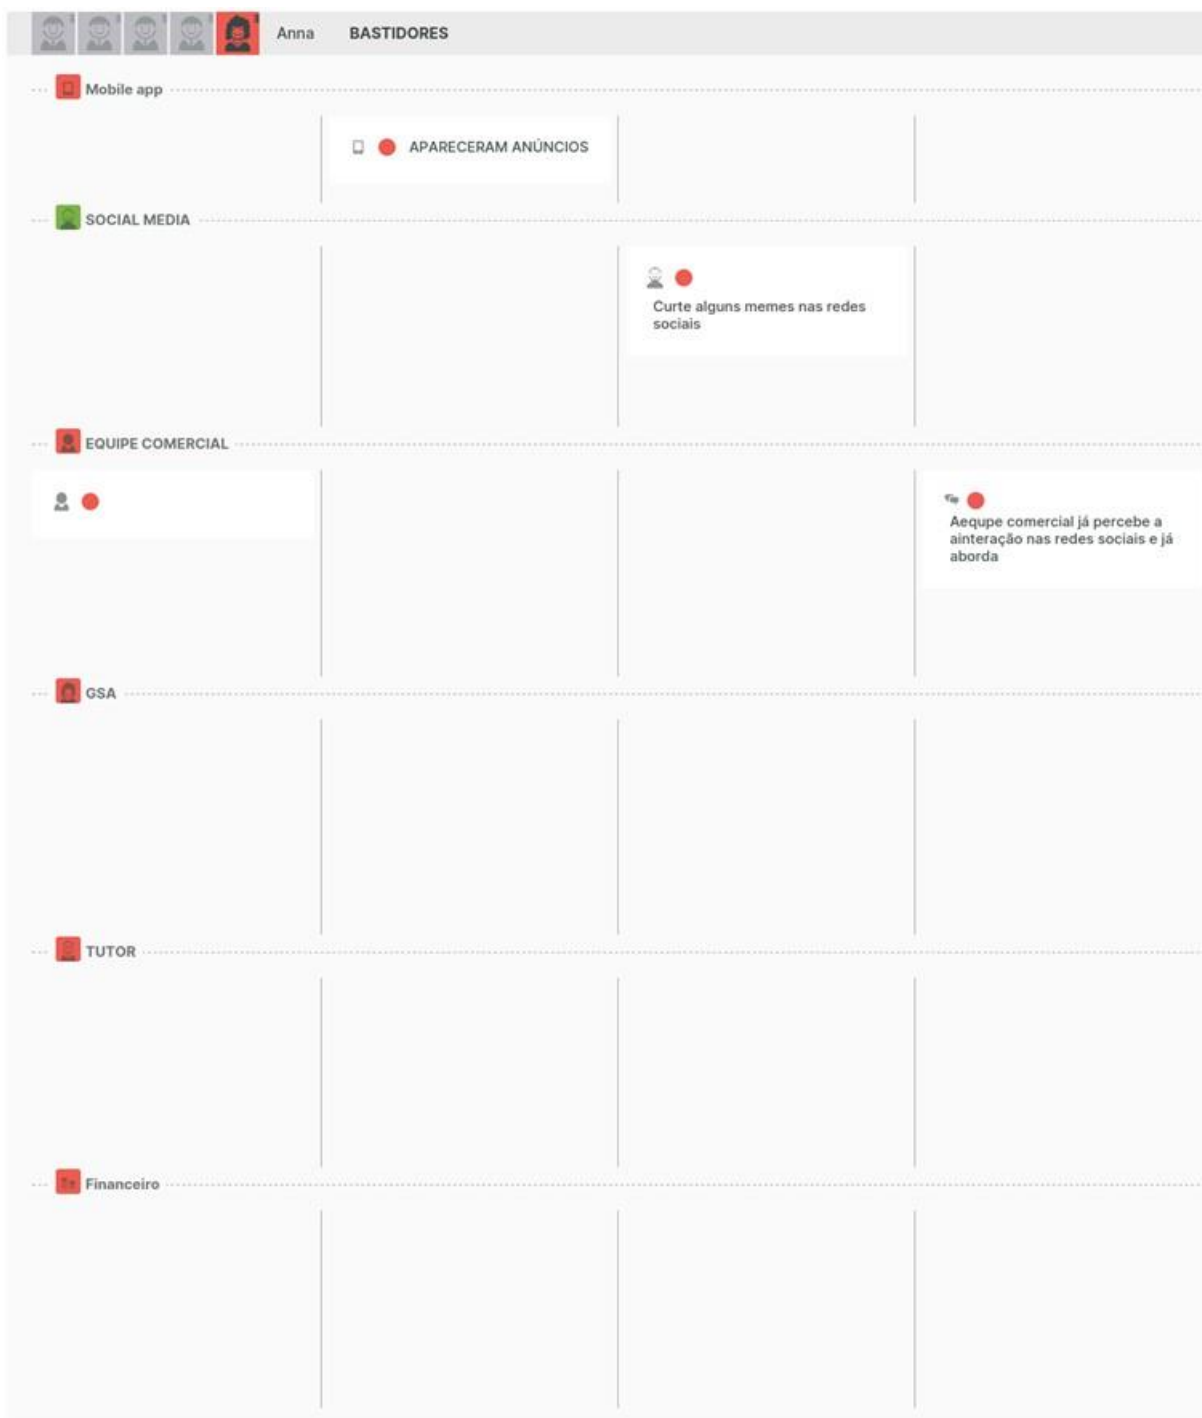 Anna BASTIDORES
Mobile app
APARECERAM ANÚNCIOS
SOCIAL MEDIA
Curte alguns memes nas redes
sociais
EQUIPE COMERCIAL
Aequpe comercial já percebe a
ainteração nas redes sociais e já
aborda
GSA
TUTOR
Financeiro